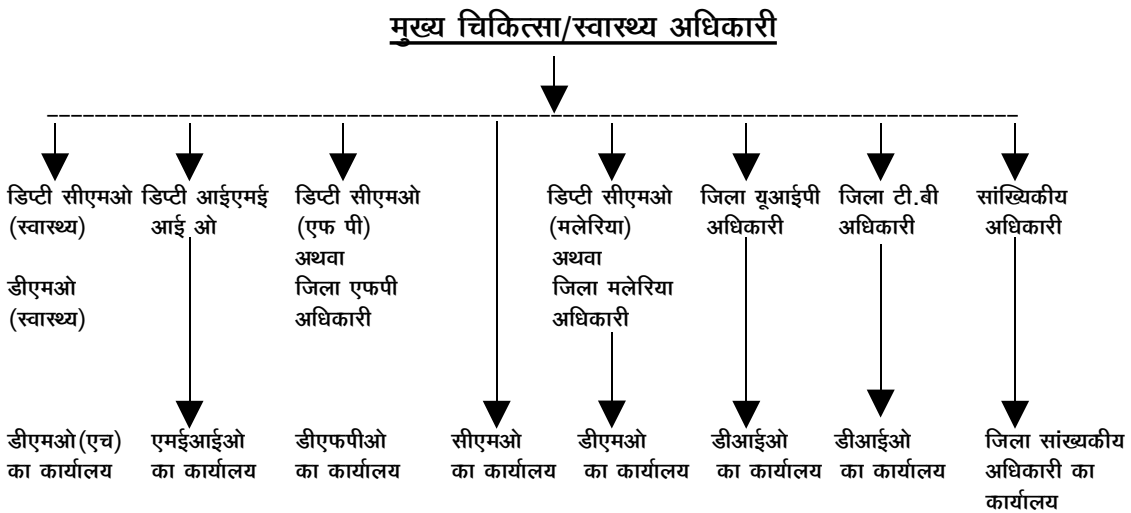 मुख्य चिकित्सा/स्वास्थ्य अधिकारी
डिप्टी सीएमओ
(स्वास्थ्य)
डीएमओ
(स्वास्थ्य)
डिप्टी आईएमई
आई ओ
डिप्टी सीएमओ
(एफ पी)
अथवा
जिला एफपी
अधिकारी
डिप्टी सीएमओ
(मलेरिया)
अथवा
जिला मलेरिया
अधिकारी
जिला यूआईपी
अधिकारी
जिला टी.बी
अधिकारी
सांख्यिकीय
अधिकारी
डीएमओ(एच)
का कार्यालय
एमईआईओ
का कार्यालय
डीएफपीओ
का कार्यालय
सीएमओ
का कार्यालय
डीएमओ
का कार्यालय
डीआईओ
का कार्यालय
डीआईओ
का कार्यालय
जिला सांख्यकीय
अधिकारी का
कार्यालय